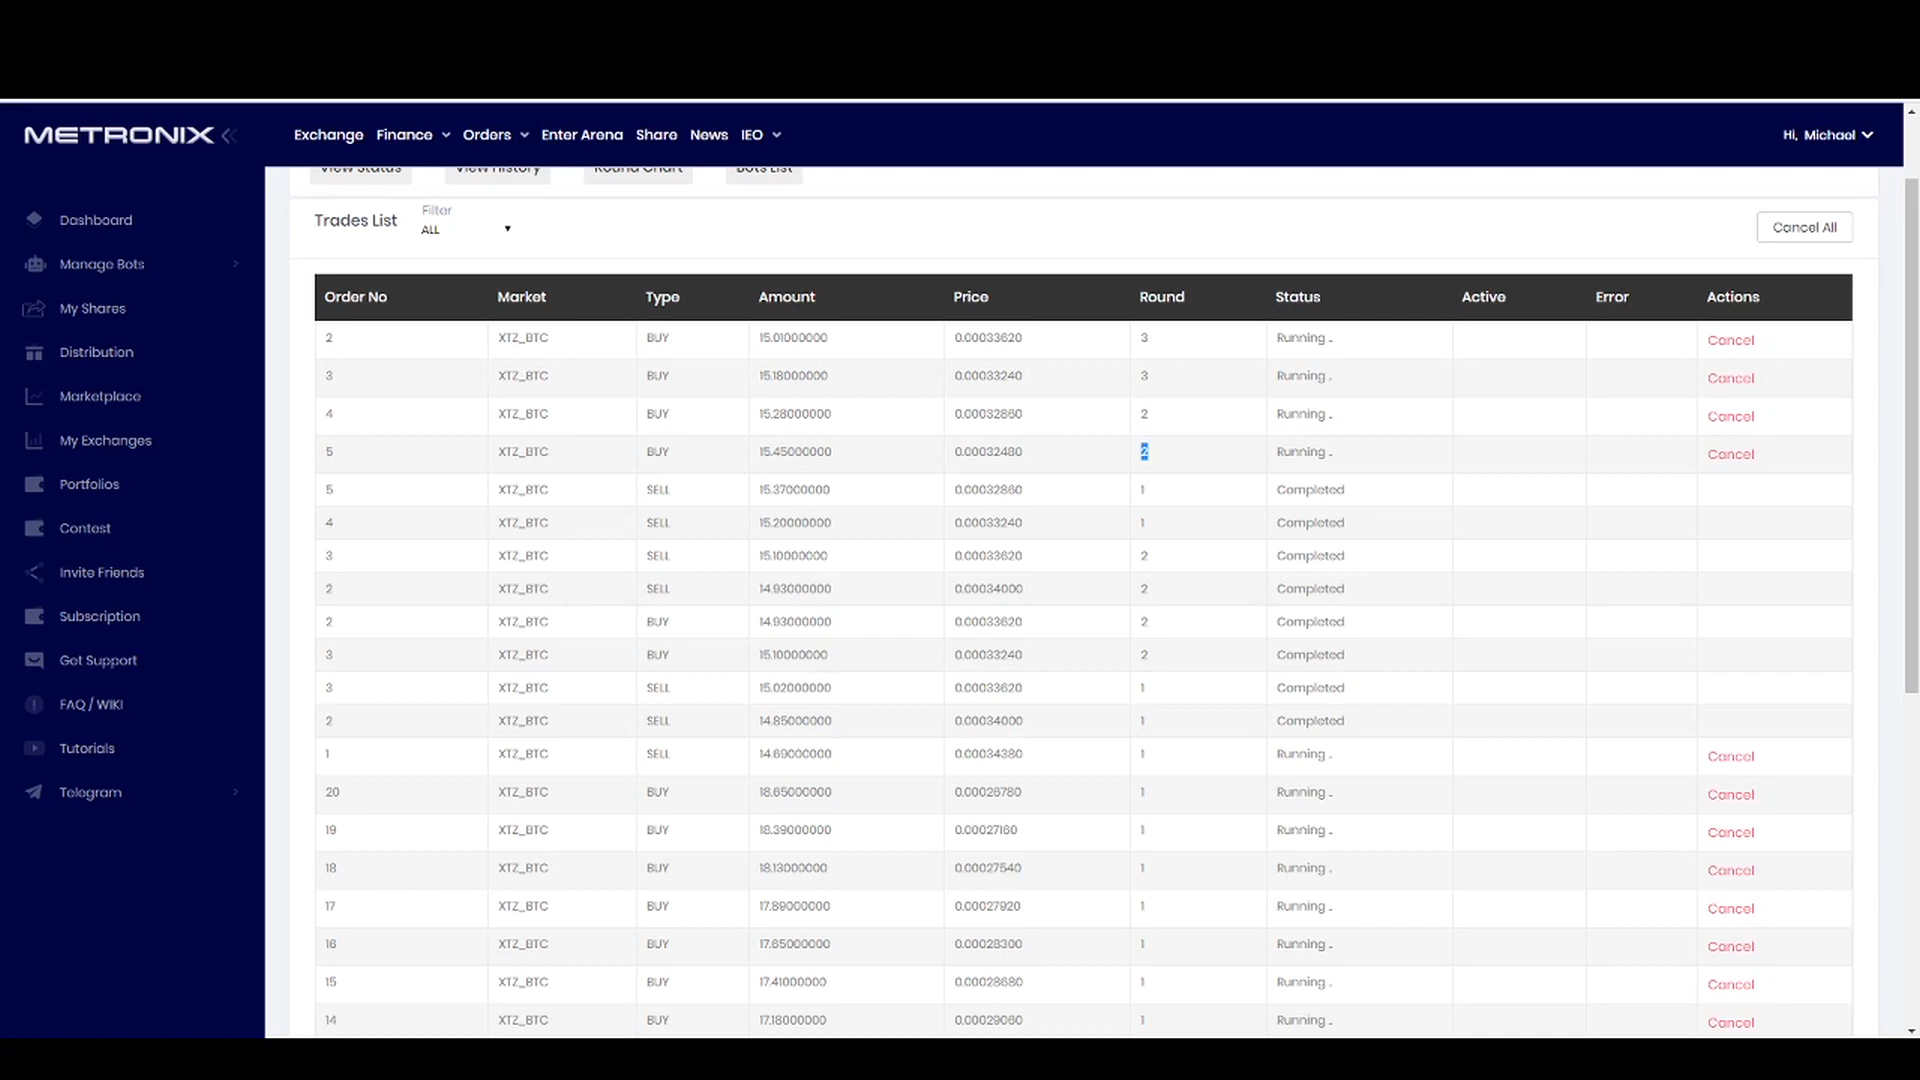 METRONIX
Exchange Finance Orders Enter Arena Share News IEO
Hi, Michael
View Status View History Round Chart Bots List
Dashboard
Manage Bots
My Shares
Distribution
Marketplace
My Exchanges
Portfolios
Contest
Invite Friends
Subscription
Get Support
FAQ / WIKI
Tutorials
Telegram
Trades List
Filter
ALL
Cancel All
Order No Market Type Amount Price Round Status Active Error Actions
2 XTZ_BTC BUY 15.01000000 0.00033620 3 Running .. Cancel
3 XTZ_BTC BUY 15.18000000 0.00033240 3 Running .. Cancel
4 XTZ_BTC BUY 15.28000000 0.00032860 2 Running .. Cancel
5 XTZ_BTC BUY 15.45000000 0.00032480 2 Running .. Cancel
5 XTZ_BTC SELL 15.37000000 0.00032860 1 Completed
4 XTZ_BTC SELL 15.20000000 0.00033240 1 Completed
3 XTZ_BTC SELL 15.10000000 0.00033620 2 Completed
2 XTZ_BTC SELL 14.93000000 0.00034000 2 Completed
2 XTZ_BTC BUY 14.93000000 0.00033620 2 Completed
3 XTZ_BTC BUY 15.10000000 0.00033240 2 Completed
3 XTZ_BTC SELL 15.02000000 0.00033620 1 Completed
2 XTZ_BTC SELL 14.85000000 0.00034000 1 Completed
1 XTZ_BTC SELL 14.69000000 0.00034380 1 Running .. Cancel
20 XTZ_BTC BUY 18.65000000 0.00026780 1 Running .. Cancel
19 XTZ_BTC BUY 18.39000000 0.00027160 1 Running .. Cancel
18 XTZ_BTC BUY 18.13000000 0.00027540 1 Running .. Cancel
17 XTZ_BTC BUY 17.89000000 0.00027920 1 Running .. Cancel
16 XTZ_BTC BUY 17.65000000 0.00028300 1 Running .. Cancel
15 XTZ_BTC BUY 17.41000000 0.00028680 1 Running .. Cancel
14 XTZ_BTC BUY 17.18000000 0.00029060 1 Running .. Cancel